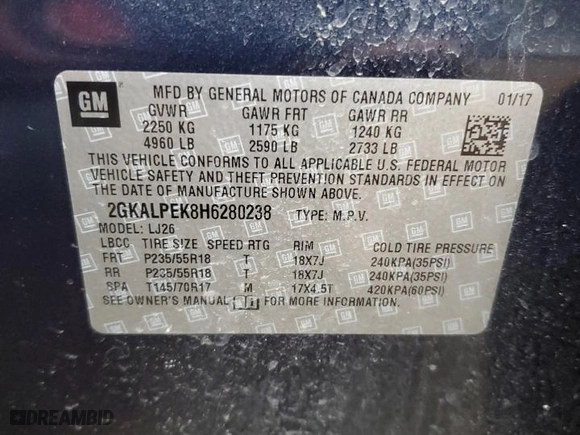 GM
MFD BY GENERAL MOTORS OF CANADA COMPANY 01/17
GVWR GAWR FRT GAWR RR
2250 KG 1175 KG 1240 KG
4960 LB 2590 LB 2733 LB
THIS VEHICLE CONFORMS TO ALL APPLICABLE U.S. FEDERAL MOTOR
VEHICLE SAFETY AND THEFT PREVENTION STANDARDS IN EFFECT ON
THE DATE OF MANUFACTURE SHOWN ABOVE.
2GKALPEK8H6280238 TYPE: M.P.V.
MODEL: LJ26
LBCC TIRE SIZE SPEED RTG RIM COLD TIRE PRESSURE
FRT P235/55R18 T 18X7J 240KPA(35PSI)
RR P235/55R18 T 18X7J 240KPA(35PSI)
SPA T145/70R17 M 17X4.5T 420KPA(60PSI)
SEE OWNER'S MANUAL i FOR MORE INFORMATION.
DREAMBID